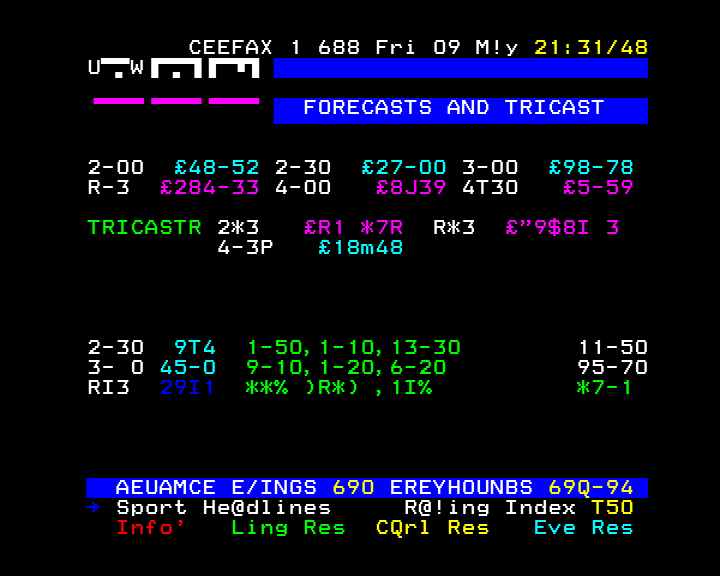 CEEFAX 1 688 Fri 09 M!y 21:31/48
U W
FORECASTS AND TRICAST
2-00 £48-52 2-30 £27-00 3-00 £98-78
R-3 £284-33 4-00 £8J39 4T30 £5-59
TRICASTR 2*3 £R1 *7R R*3 £"9$8I 3
4-3P £18m48
2-30 9T4 1-50,1-10,13-30 11-50
3- 0 45-0 9-10,1-20,6-20 95-70
RI3 29I1 **% )R*) ,1I% *7-1
AEUAMCE E/INGS 690 EREYHOUNBS 69Q-94
→ Sport He@dlines R@!ing Index T50
Info' Ling Res CQrl Res Eve Res